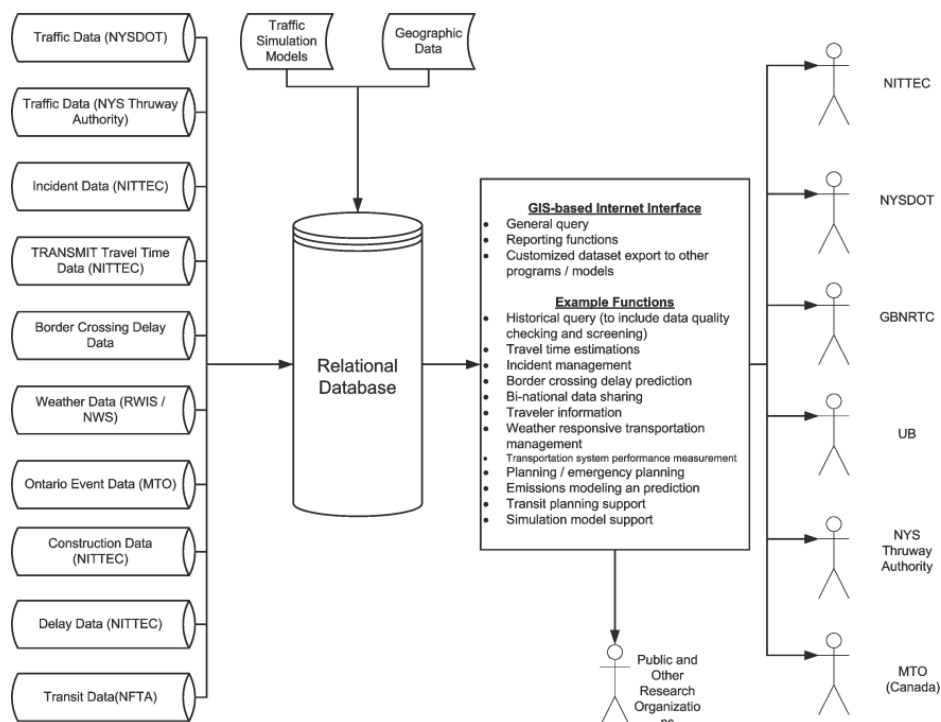 Traffic Data (NYSDOT)
Traffic Data (NYS Thruway
Authority)
Incident Data (NITTEC)
TRANSMIT Travel Time
Data (NITTEC)
Border Crossing Delay
Data
Weather Data (RWIS /
NWS)
Ontario Event Data (MTO)
Construction Data
(NITTEC)
Delay Data (NITTEC)
Transit Data(NFTA)
Traffic
Simulation
Models
Geographic
Data
Relational
Database
GIS-based Internet Interface
• General query
• Reporting functions
• Customized dataset export to other
programs / models
Example Functions
• Historical query (to include data quality
checking and screening)
• Travel time estimations
• Incident management
• Border crossing delay prediction
• Bi-national data sharing
• Traveler information
• Weather responsive transportation
management
• Transportation system performance measurement
• Planning / emergency planning
• Emissions modeling an prediction
• Transit planning support
• Simulation model support
Public and
Other
Research
Organizatio
ns
NITTEC
NYSDOT
GBNRTC
UB
NYS
Thruway
Authority
MTO
(Canada)